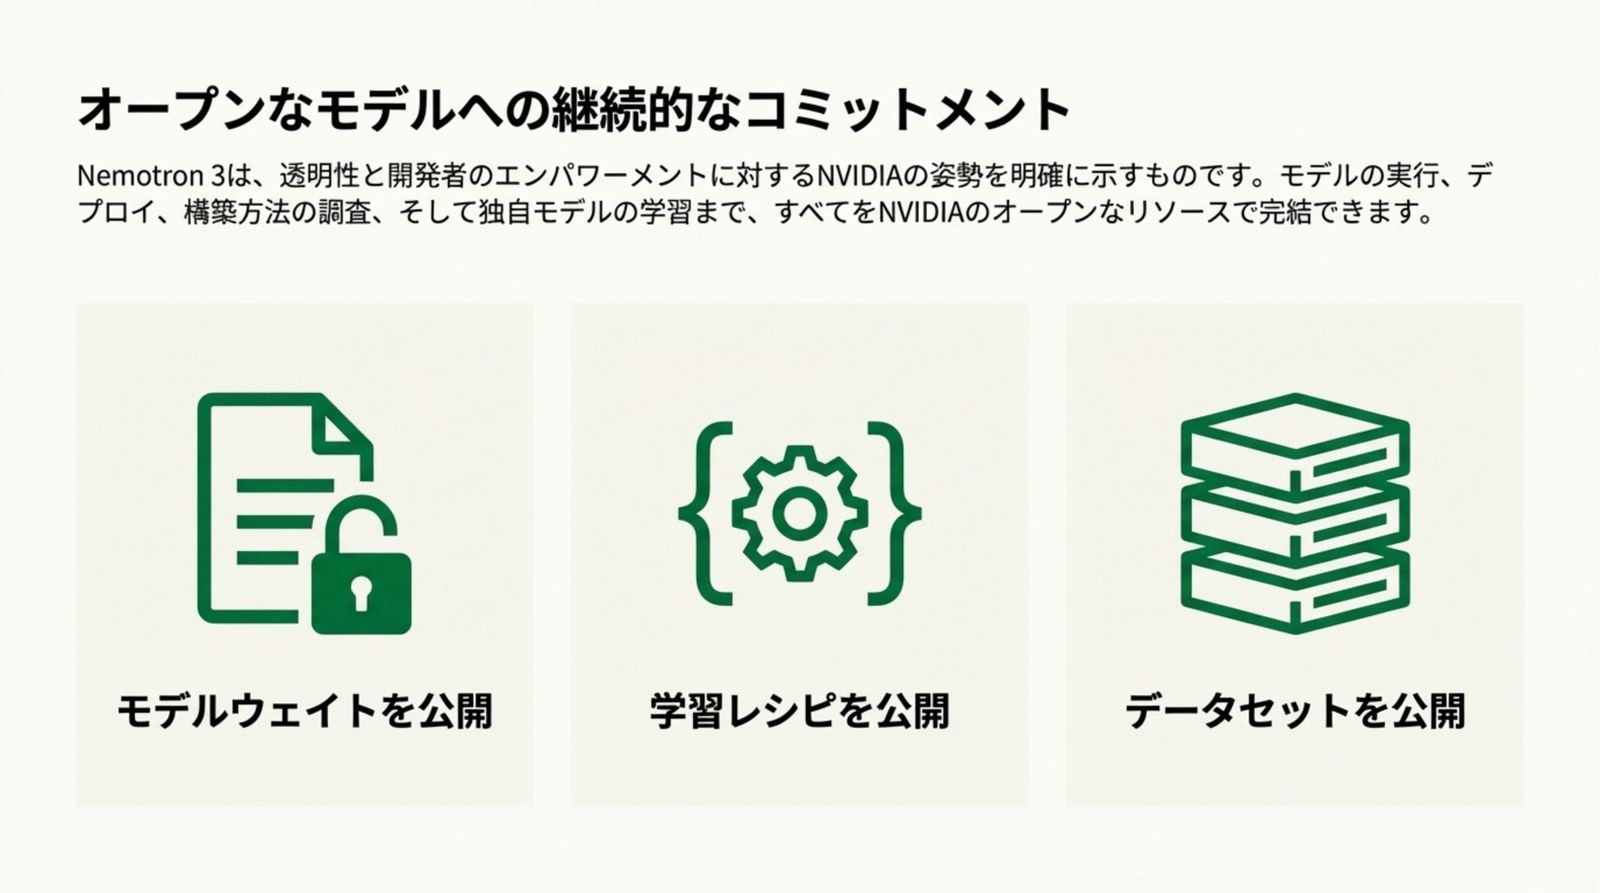 オープンなモデルへの継続的なコミットメント
Nemotron 3は、透明性と開発者のエンパワーメントに対するNVIDIAの姿勢を明確に示すものです。モデルの実行、デ
プロイ、構築方法の調査、そして独自モデルの学習まで、すべてをNVIDIAのオープンなリソースで完結できます。
モデルウェイトを公開
学習レシピを公開
データセットを公開